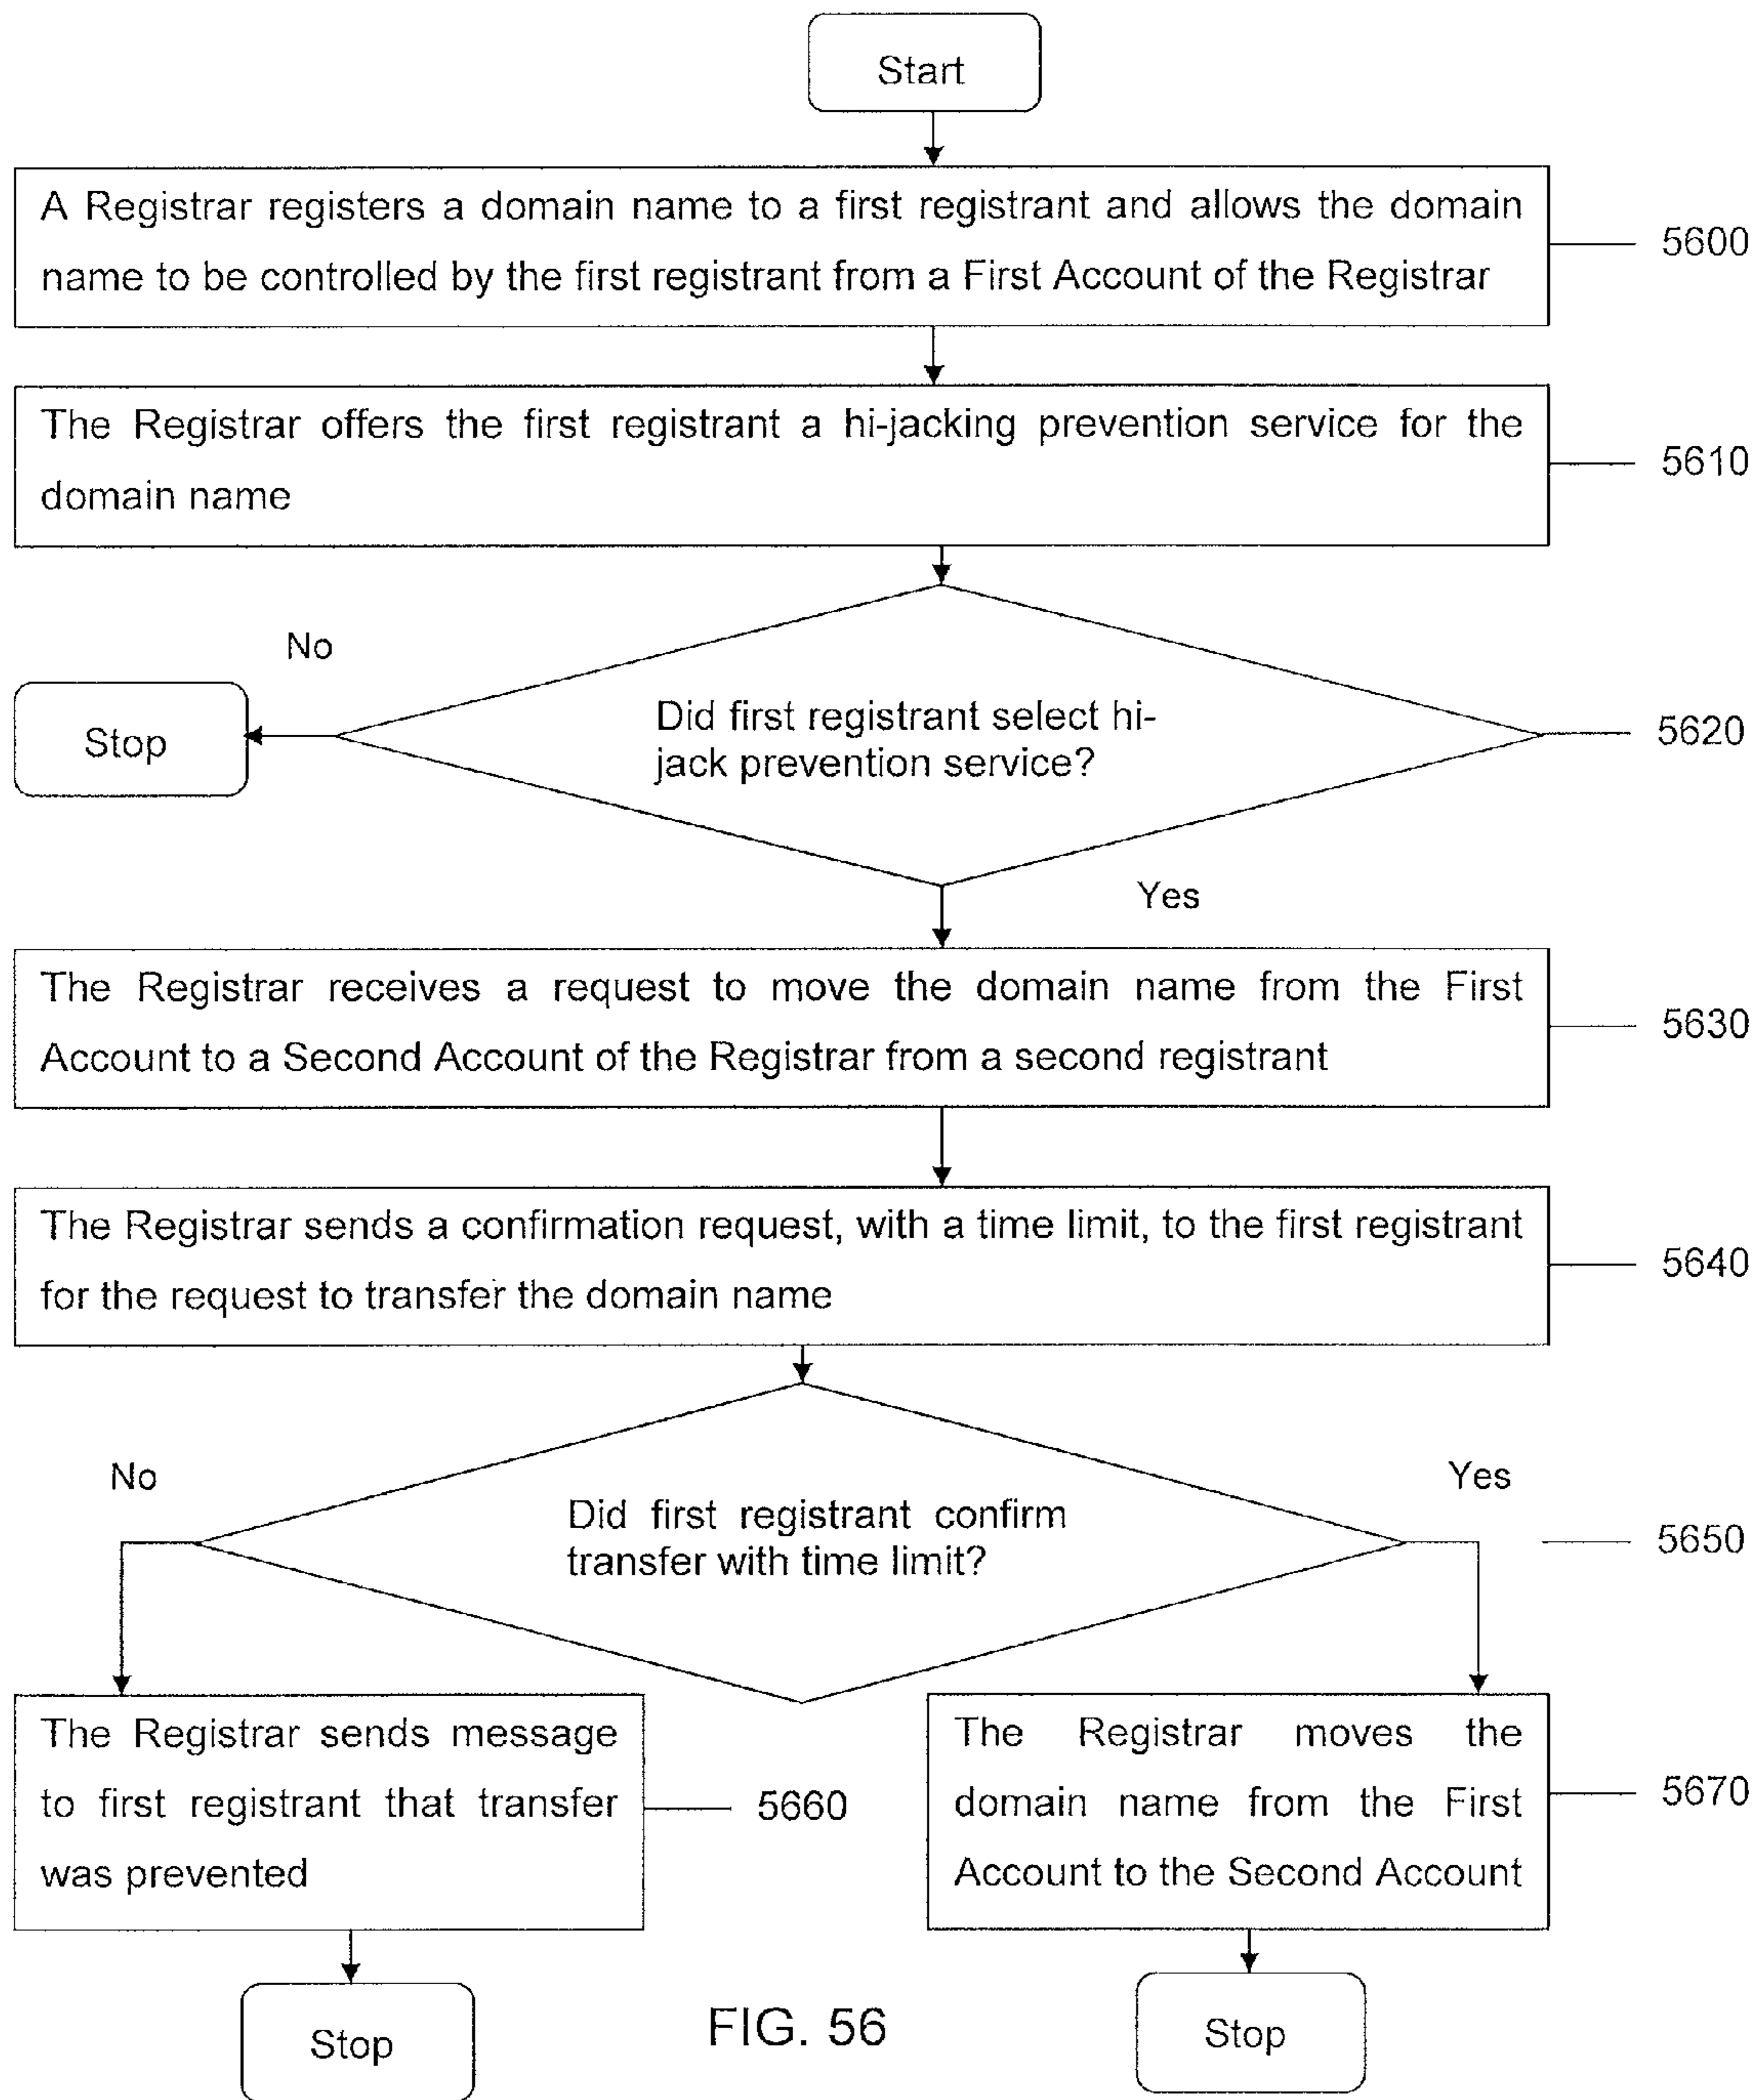 Start
A Registrar registers a domain name to a first registrant and allows the domain
name to be controlled by the first registrant from a First Account of the Registrar
5600
The Registrar offers the first registrant a hi-jacking prevention service for the
domain name
5610
No
Did first registrant select hi-
jack prevention service?
5620
Stop
Yes
The Registrar receives a request to move the domain name from the First
Account to a Second Account of the Registrar from a second registrant
5630
The Registrar sends a confirmation request, with a time limit, to the first registrant
for the request to transfer the domain name
5640
No
Yes
Did first registrant confirm
transfer with time limit?
5650
The Registrar sends message
to first registrant that transfer
was prevented
5660
The Registrar moves the
domain name from the First
Account to the Second Account
5670
Stop
FIG. 56
Stop